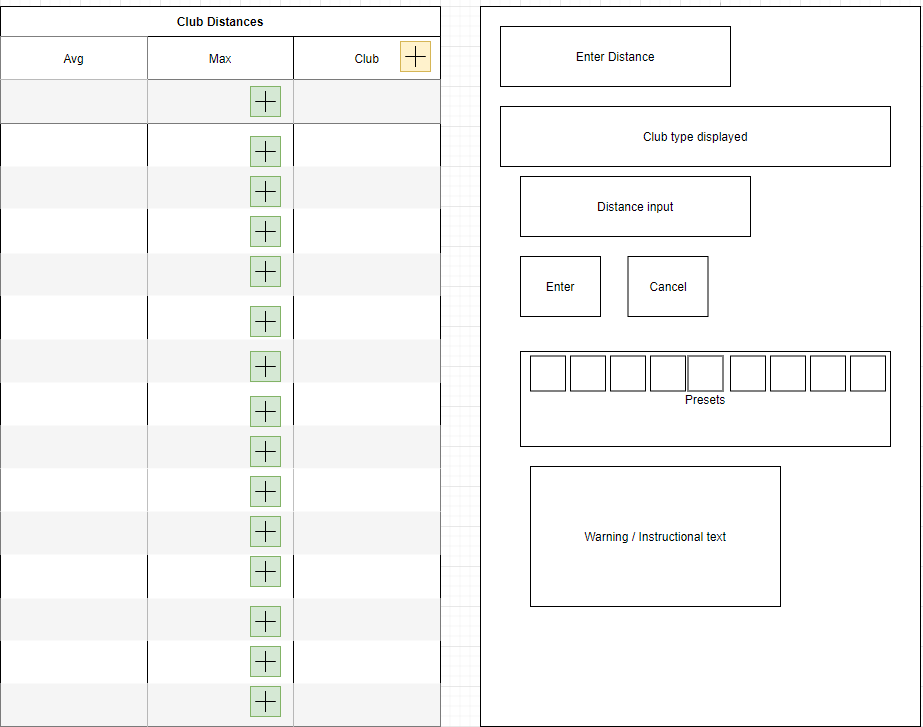 Club Distances
Avg Max Club
Enter Distance
Club type displayed
Distance input
Enter Cancel
Presets
Warning / Instructional text